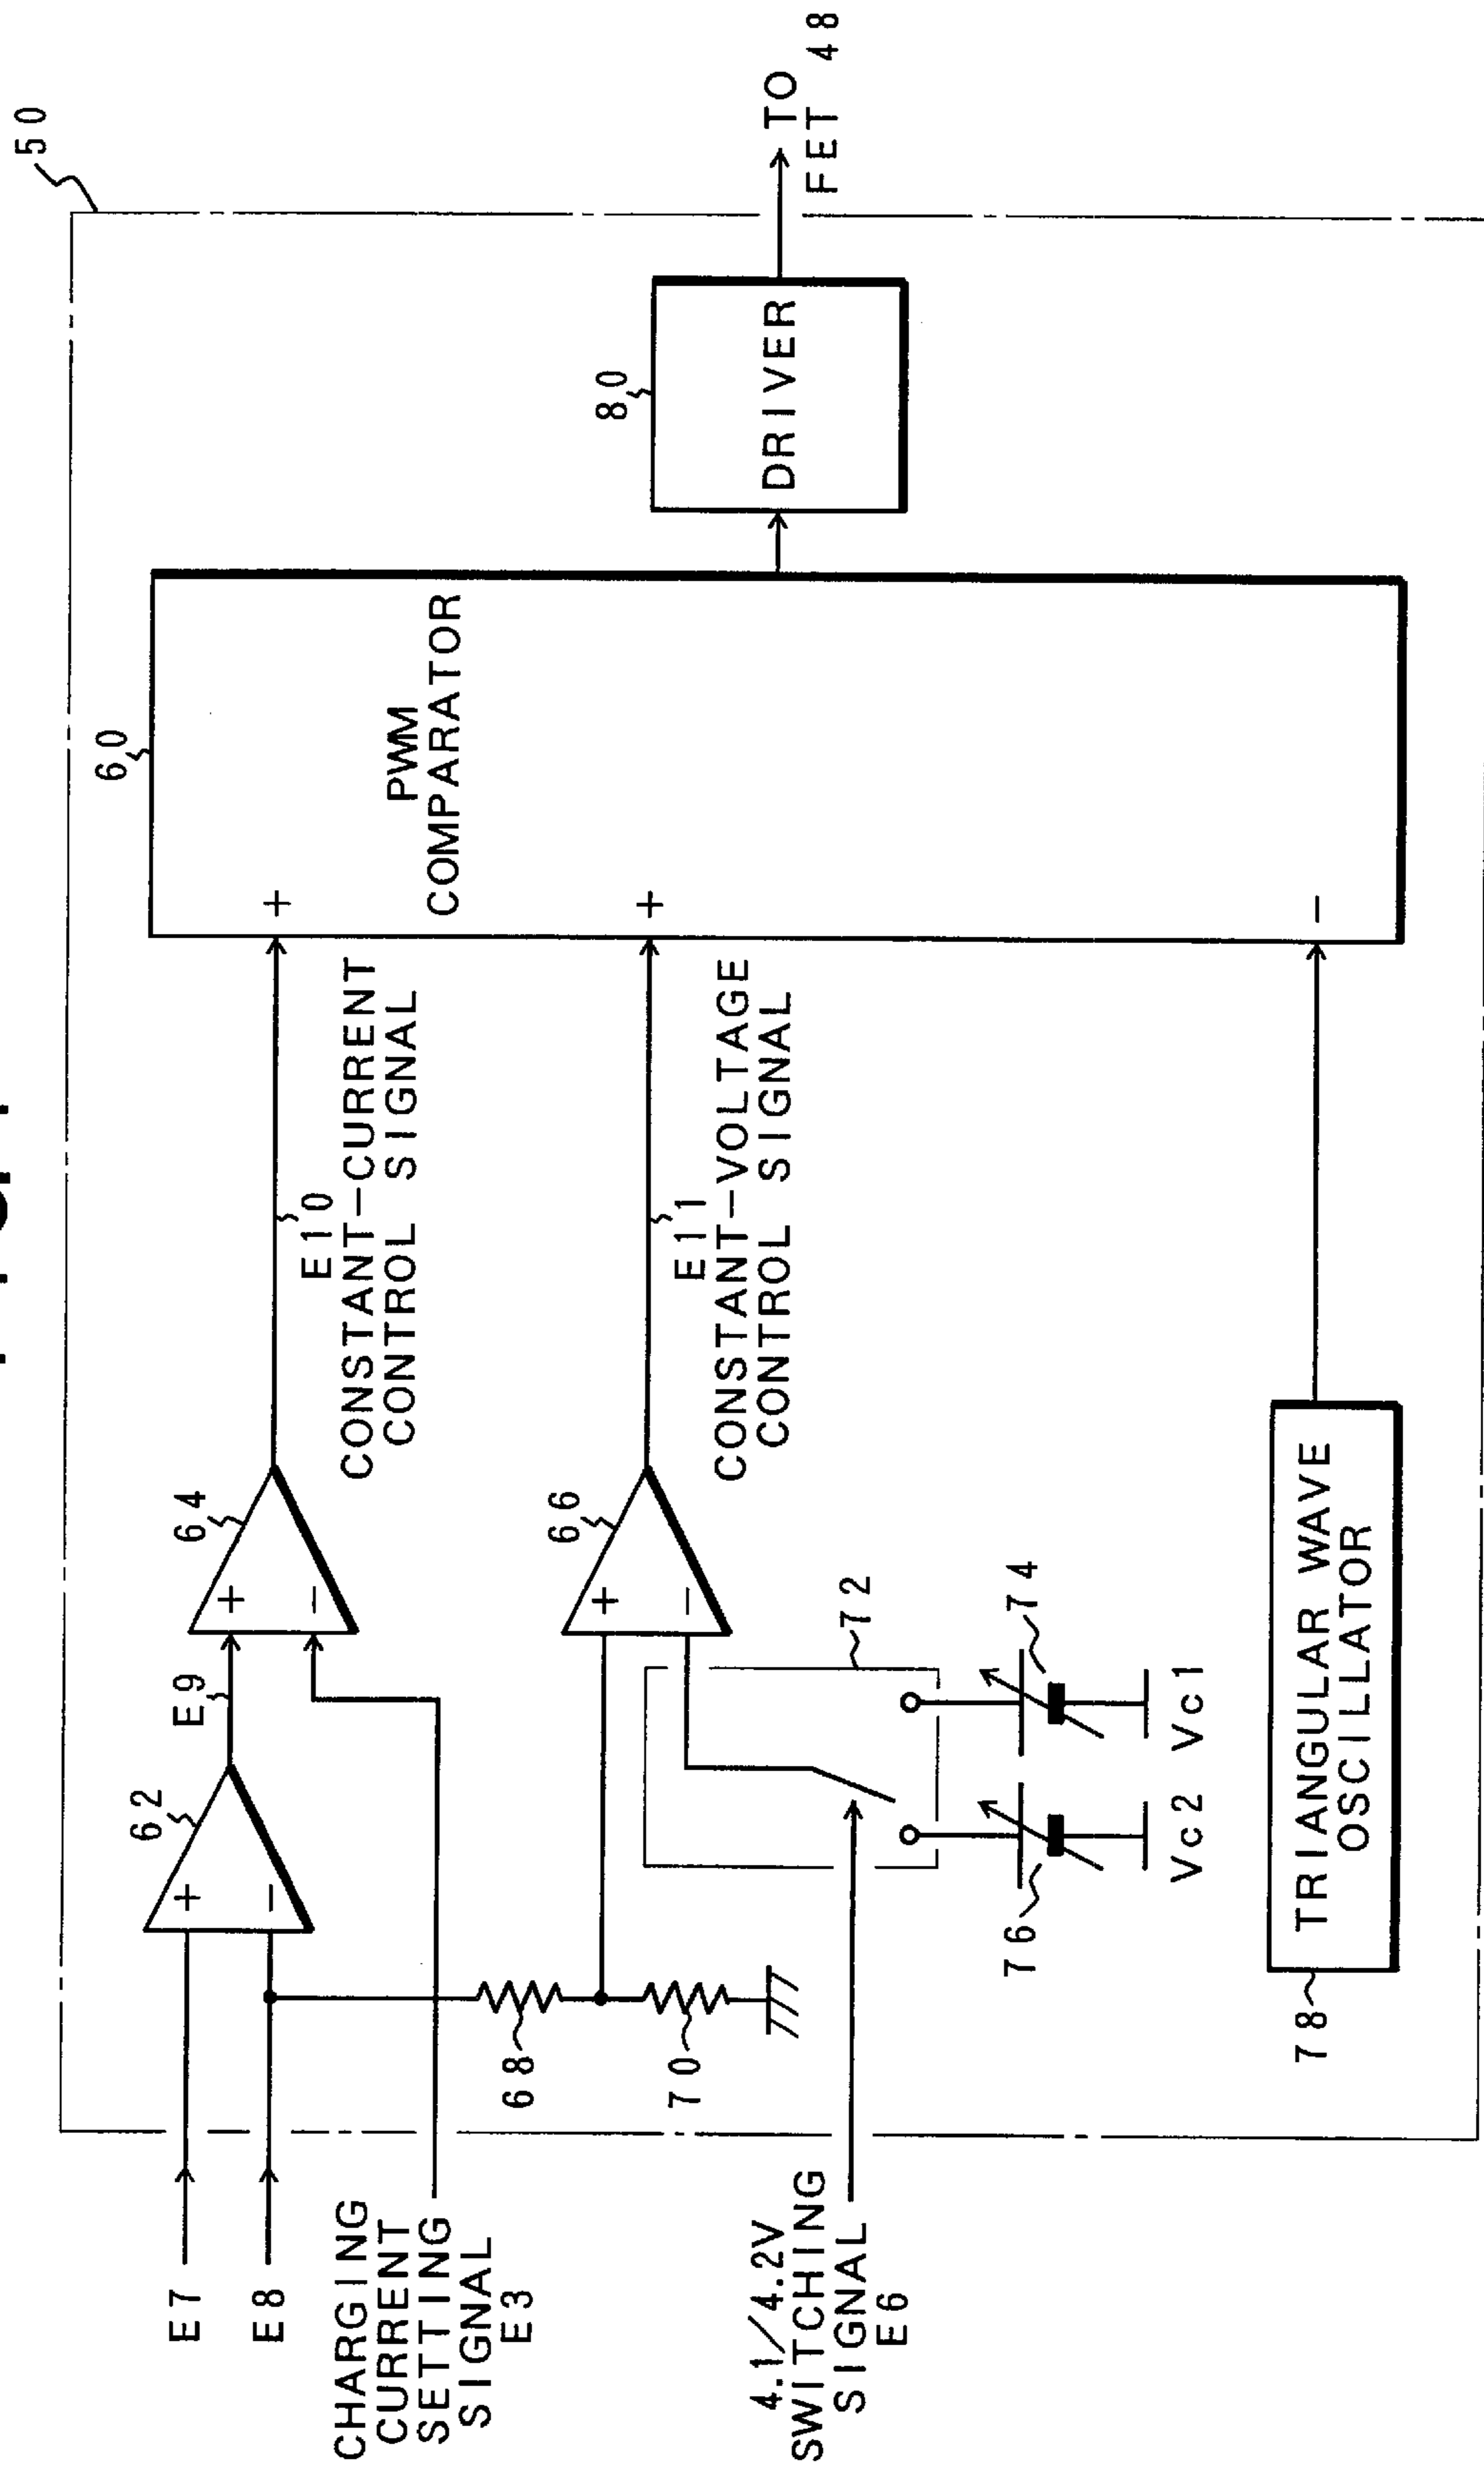 50
E7
E8
CHARGING
CURRENT
SETTING
SIGNAL
E3
4.1/4.2V
SWITCHING
SIGNAL
E6
62
+
−
E9
64
+
−
E10
CONSTANT-CURRENT
CONTROL SIGNAL
68
70
66
+
−
E11
CONSTANT-VOLTAGE
CONTROL SIGNAL
72
76
74
Vc2
Vc1
78
TRIANGULAR WAVE
OSCILLATOR
60
+
+
−
PWM
COMPARATOR
80
DRIVER
TO
FET 48